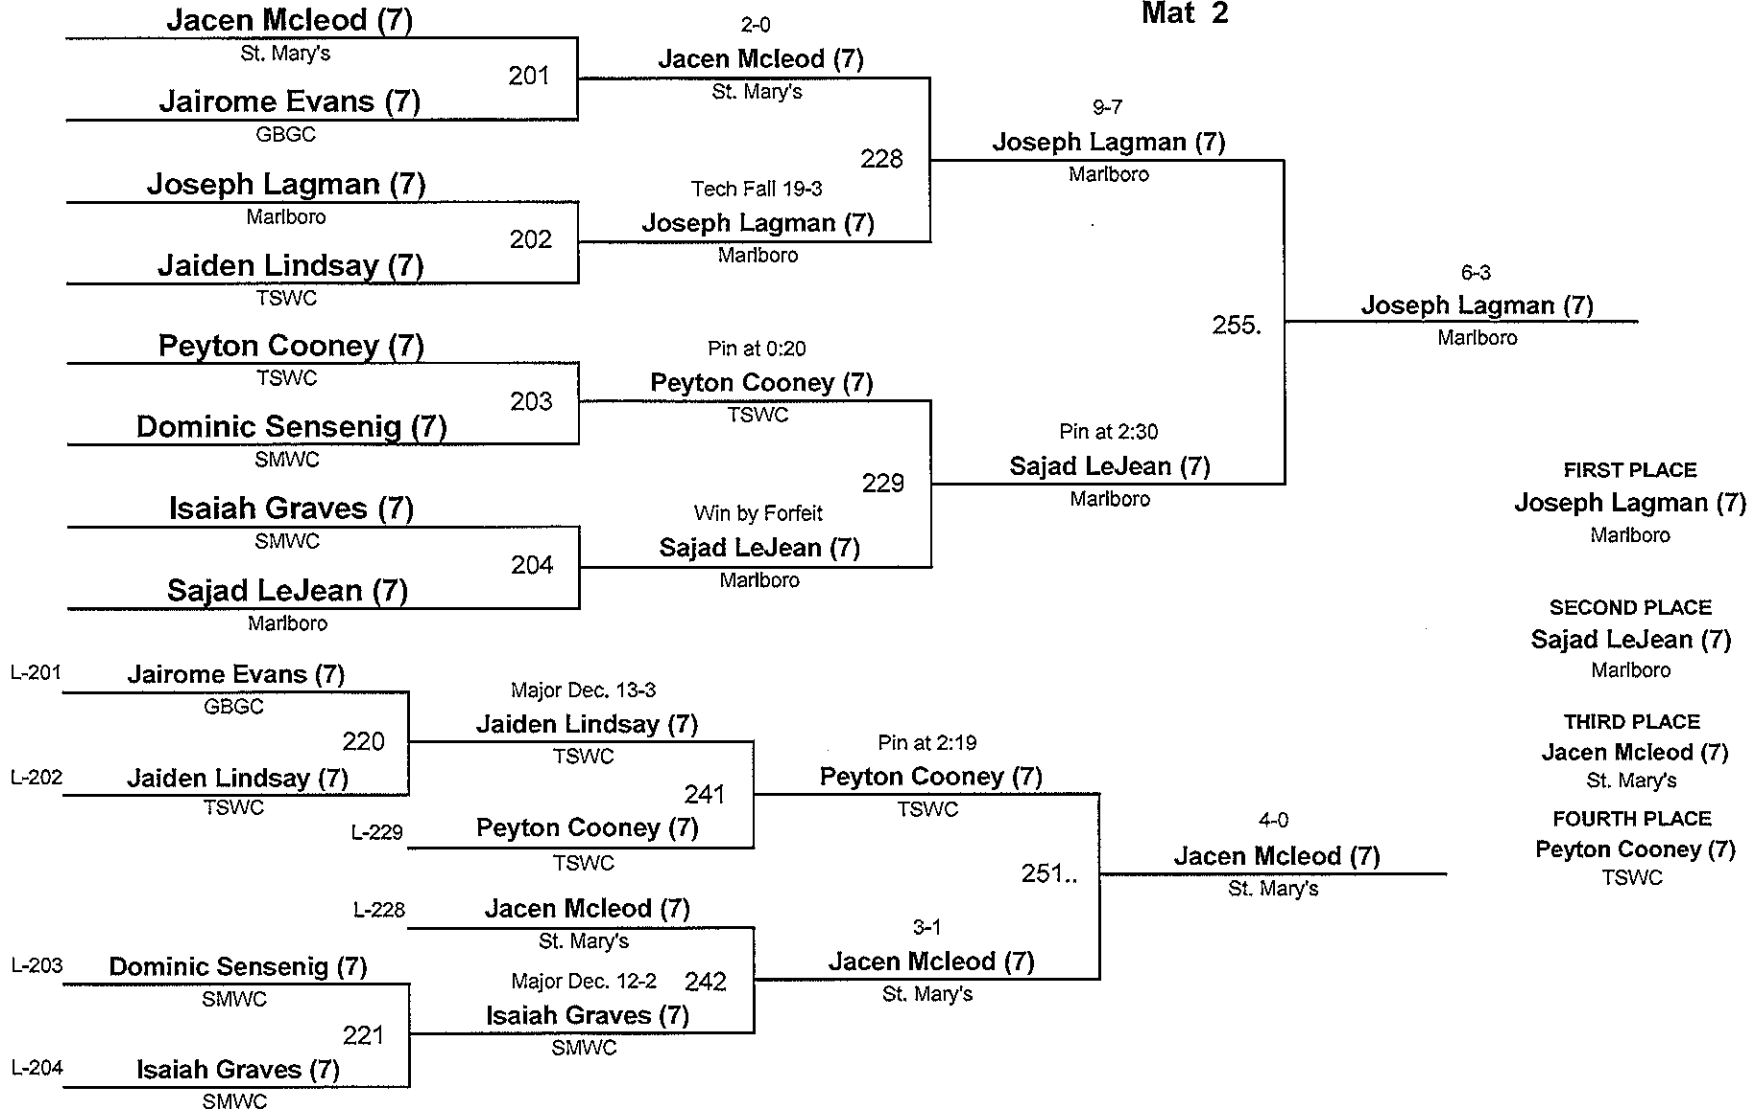 Mat 2
Jacen Mcleod (7)
St. Mary's
201
Jairome Evans (7)
GBGC
Joseph Lagman (7)
Marlboro
202
Jaiden Lindsay (7)
TSWC
Peyton Cooney (7)
TSWC
203
Dominic Sensenig (7)
SMWC
Isaiah Graves (7)
SMWC
204
Sajad LeJean (7)
Marlboro
2-0
Jacen Mcleod (7)
St. Mary's
228
Tech Fall 19-3
Joseph Lagman (7)
Marlboro
Pin at 0:20
Peyton Cooney (7)
TSWC
229
Win by Forfeit
Sajad LeJean (7)
Marlboro
9-7
Joseph Lagman (7)
Marlboro
255.
Pin at 2:30
Sajad LeJean (7)
Marlboro
6-3
Joseph Lagman (7)
Marlboro
L-201
Jairome Evans (7)
GBGC
220
L-202
Jaiden Lindsay (7)
TSWC
L-203
Dominic Sensenig (7)
SMWC
221
L-204
Isaiah Graves (7)
SMWC
Major Dec. 13-3
Jaiden Lindsay (7)
TSWC
241
L-229
Peyton Cooney (7)
TSWC
L-228
Jacen Mcleod (7)
St. Mary's
Major Dec. 12-2
242
Isaiah Graves (7)
SMWC
Pin at 2:19
Peyton Cooney (7)
TSWC
251..
3-1
Jacen Mcleod (7)
St. Mary's
4-0
Jacen Mcleod (7)
St. Mary's
FIRST PLACE
Joseph Lagman (7)
Marlboro
SECOND PLACE
Sajad LeJean (7)
Marlboro
THIRD PLACE
Jacen Mcleod (7)
St. Mary's
FOURTH PLACE
Peyton Cooney (7)
TSWC